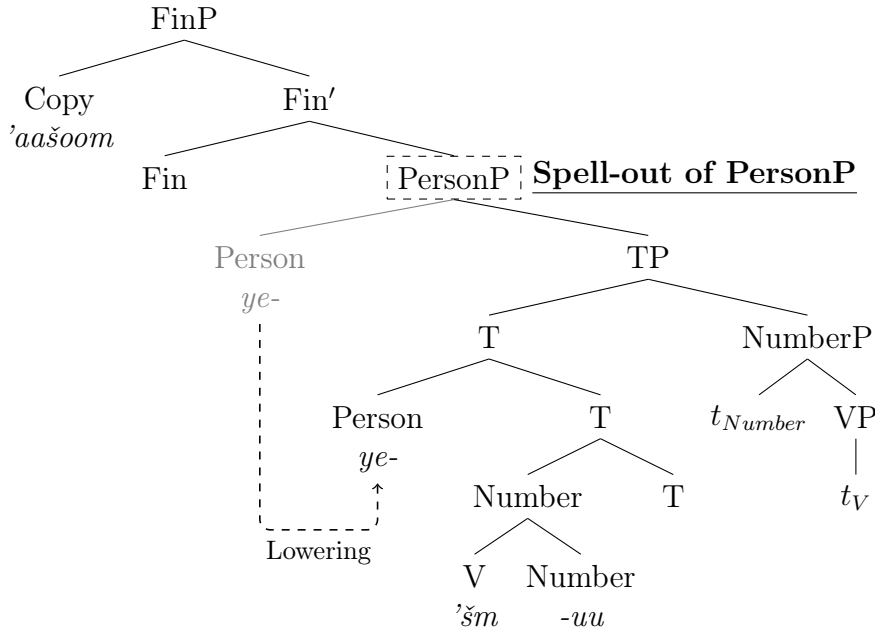 FinP
Copy Fin′
'aašoom
Fin PersonP Spell-out of PersonP
Person TP
ye-
T NumberP
Person T t_Number VP
ye-
Number T t_V
Lowering
V Number
'šm -uu